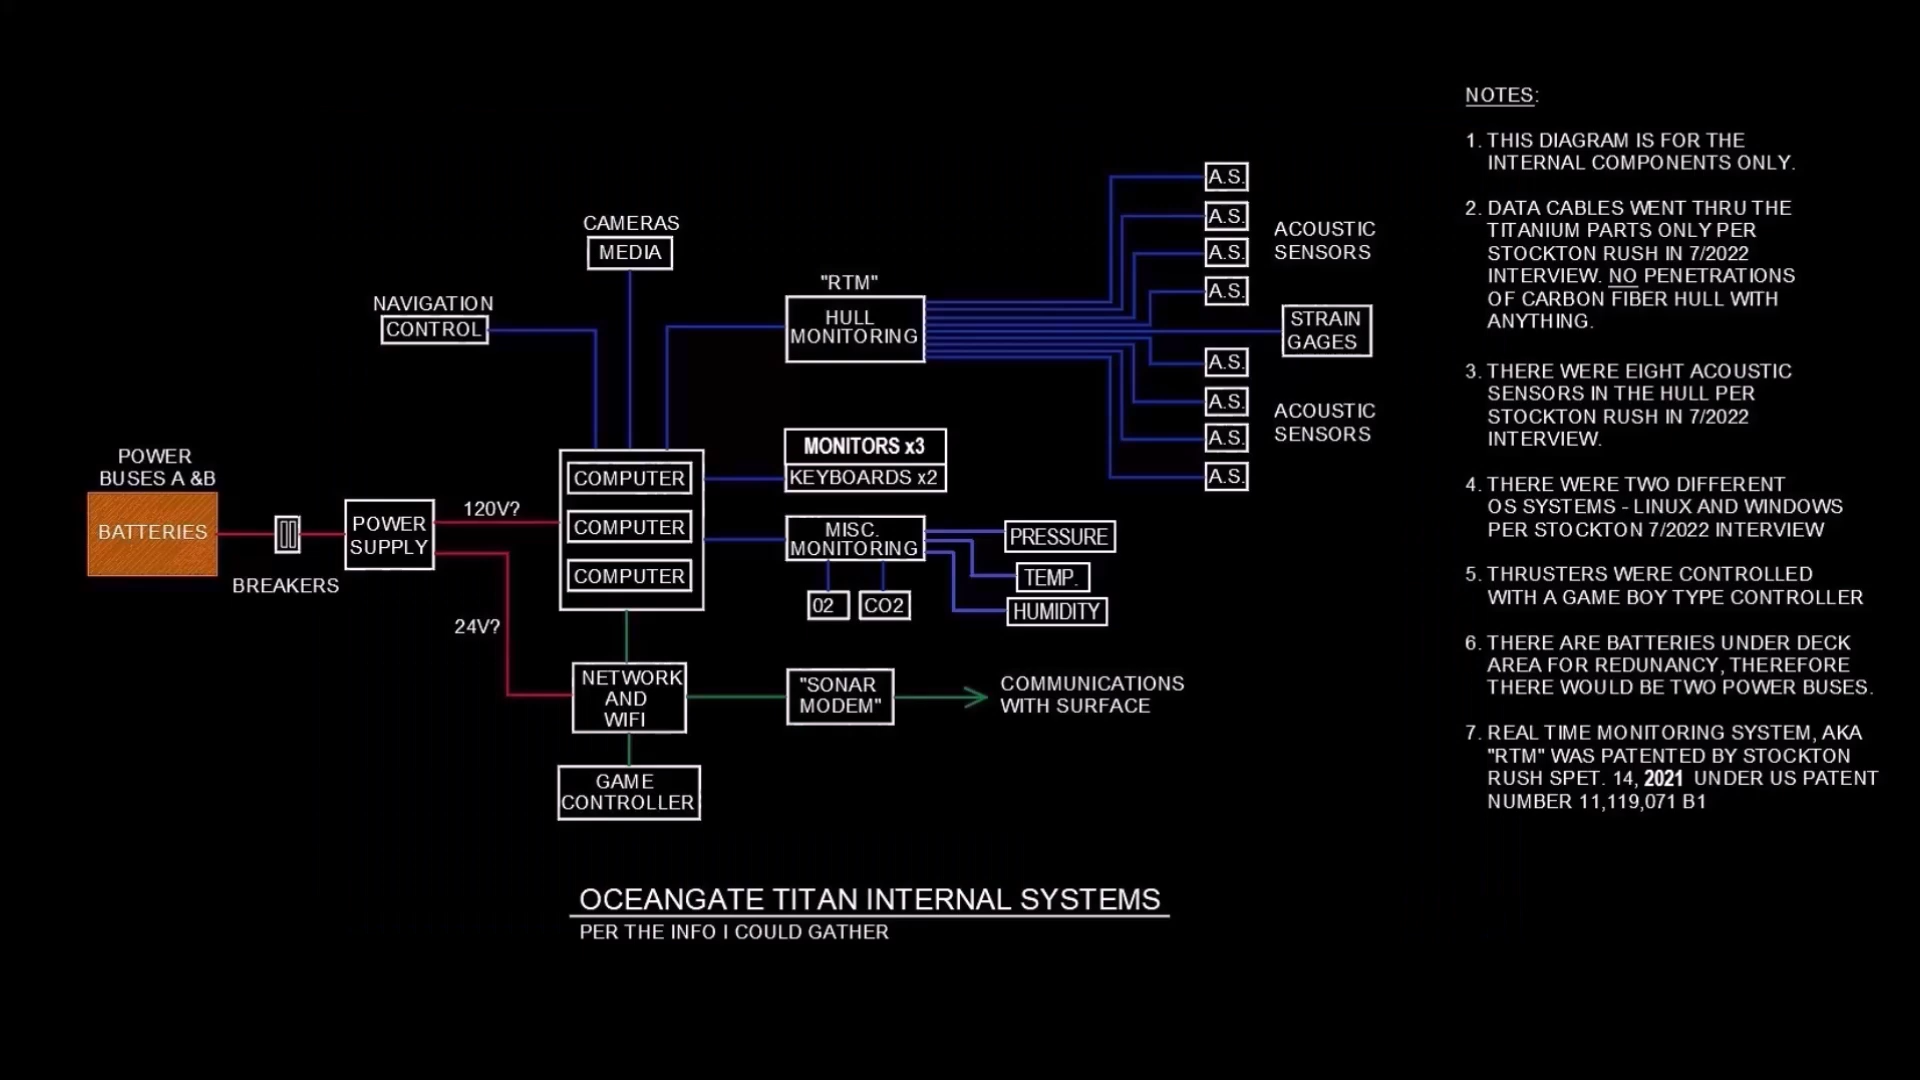 NOTES:
1. THIS DIAGRAM IS FOR THE
INTERNAL COMPONENTS ONLY.
2. DATA CABLES WENT THRU THE
TITANIUM PARTS ONLY PER
STOCKTON RUSH IN 7/2022
INTERVIEW. NO PENETRATIONS
OF CARBON FIBER HULL WITH
ANYTHING.
3. THERE WERE EIGHT ACOUSTIC
SENSORS IN THE HULL PER
STOCKTON RUSH IN 7/2022
INTERVIEW.
4. THERE WERE TWO DIFFERENT
OS SYSTEMS - LINUX AND WINDOWS
PER STOCKTON 7/2022 INTERVIEW
5. THRUSTERS WERE CONTROLLED
WITH A GAME BOY TYPE CONTROLLER
6. THERE ARE BATTERIES UNDER DECK
AREA FOR REDUNANCY, THEREFORE
THERE WOULD BE TWO POWER BUSES.
7. REAL TIME MONITORING SYSTEM, AKA
"RTM" WAS PATENTED BY STOCKTON
RUSH SPET. 14, 2021 UNDER US PATENT
NUMBER 11,119,071 B1
CAMERAS
MEDIA
NAVIGATION
CONTROL
"RTM"
HULL
MONITORING
A.S.
A.S.
A.S.
A.S.
ACOUSTIC
SENSORS
STRAIN
GAGES
A.S.
A.S.
A.S.
A.S.
ACOUSTIC
SENSORS
POWER
BUSES A &B
BATTERIES
BREAKERS
POWER
SUPPLY
120V?
24V?
COMPUTER
COMPUTER
COMPUTER
MONITORS x3
KEYBOARDS x2
MISC.
MONITORING
PRESSURE
TEMP.
HUMIDITY
02
CO2
NETWORK
AND
WIFI
"SONAR
MODEM"
COMMUNICATIONS
WITH SURFACE
GAME
CONTROLLER
OCEANGATE TITAN INTERNAL SYSTEMS
PER THE INFO I COULD GATHER